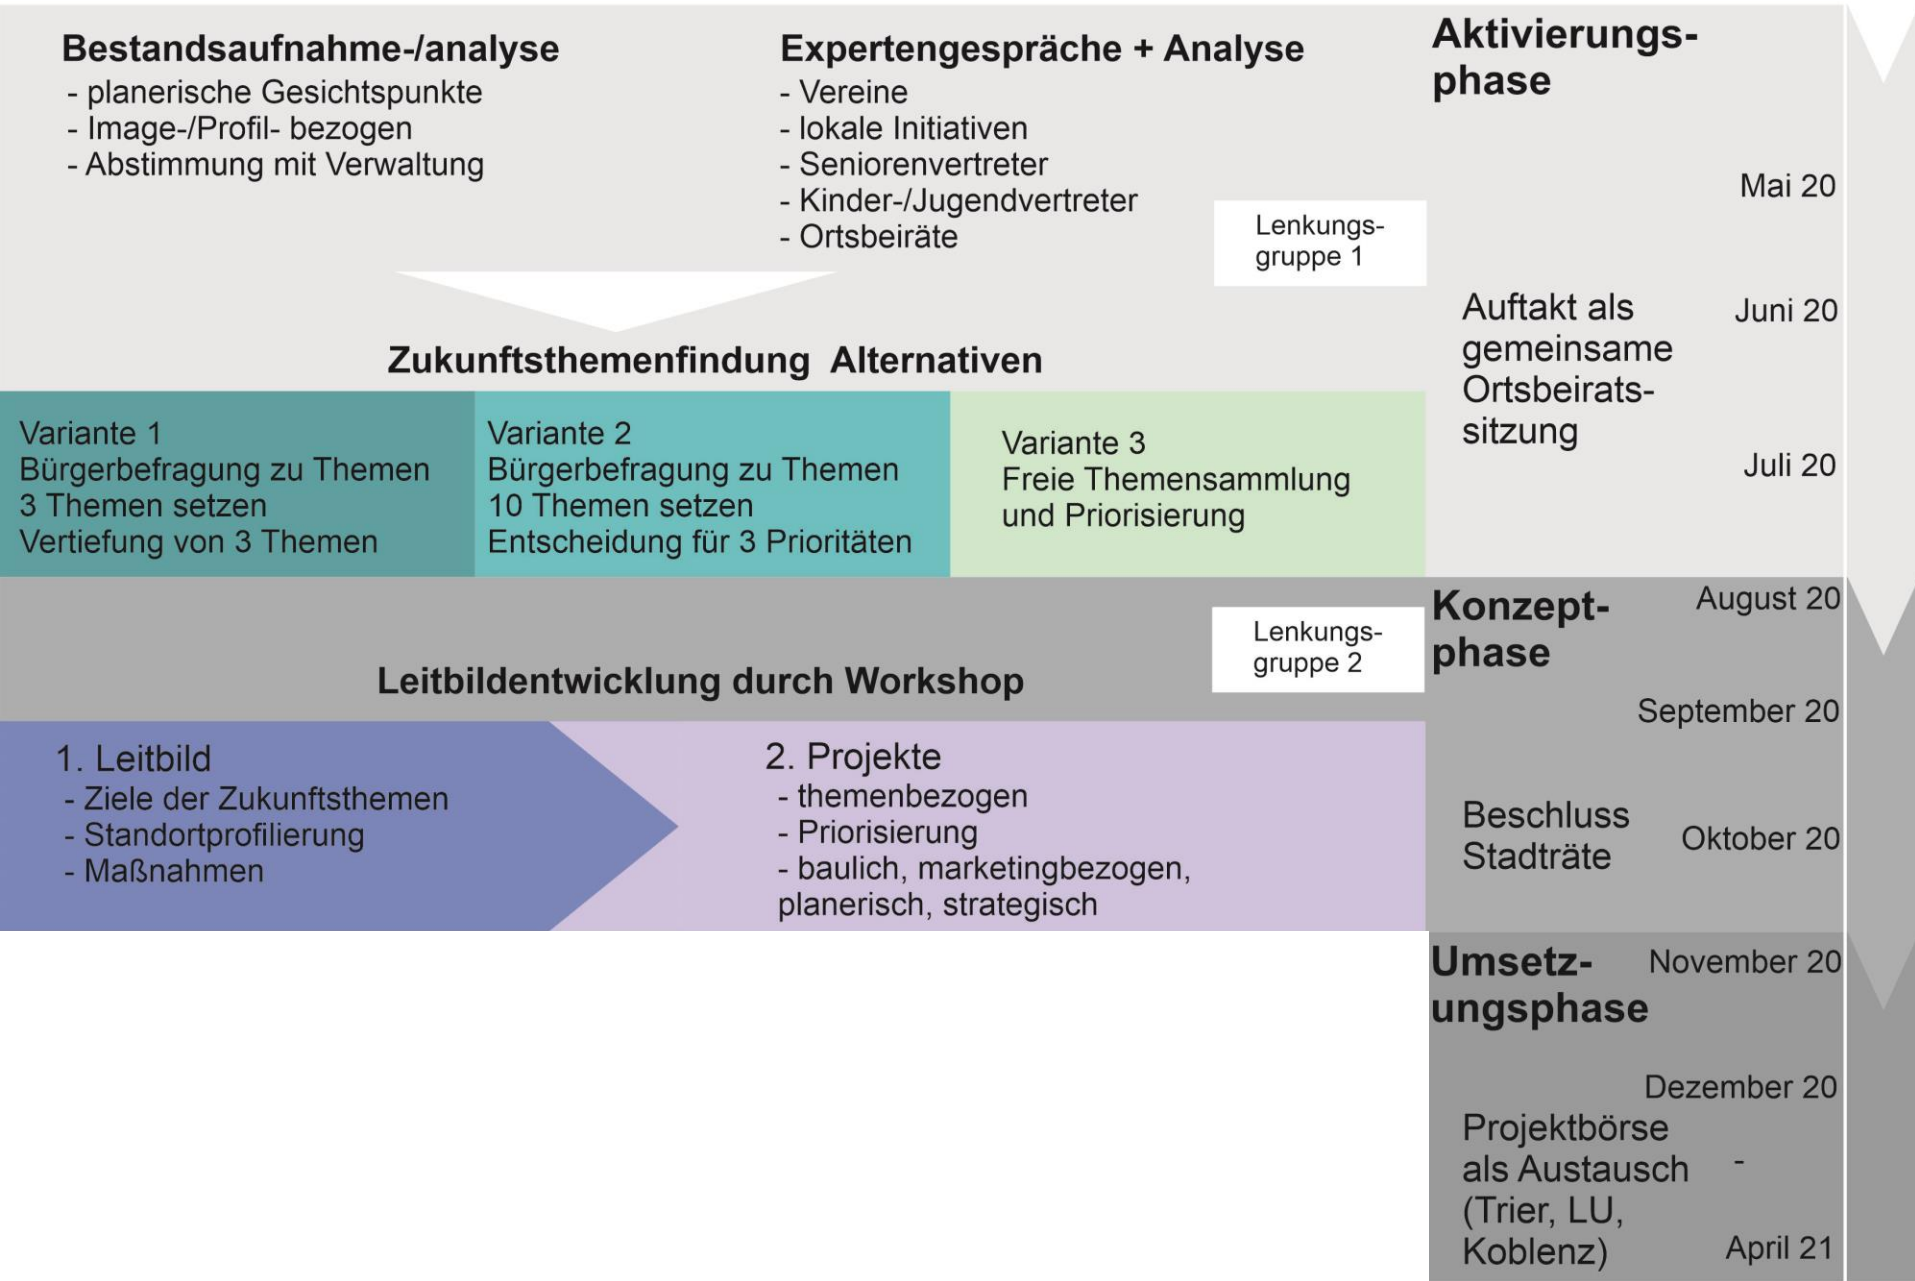 Bestandsaufnahme-/analyse
- planerische Gesichtspunkte
- Image-/Profil- bezogen
- Abstimmung mit Verwaltung
Expertengespräche + Analyse
- Vereine
- lokale Initiativen
- Seniorenvertreter
- Kinder-/Jugendvertreter
- Ortsbeiräte
Lenkungs-
gruppe 1
Aktivierungs-
phase
Mai 20
Auftakt als
gemeinsame
Ortsbeirats-
sitzung
Juni 20
Juli 20
Zukunftsthemenfindung Alternativen
Variante 1
Bürgerbefragung zu Themen
3 Themen setzen
Vertiefung von 3 Themen
Variante 2
Bürgerbefragung zu Themen
10 Themen setzen
Entscheidung für 3 Prioritäten
Variante 3
Freie Themensammlung
und Priorisierung
Lenkungs-
gruppe 2
Konzept-
phase
August 20
Leitbildentwicklung durch Workshop
September 20
1. Leitbild
- Ziele der Zukunftsthemen
- Standortprofilierung
- Maßnahmen
2. Projekte
- themenbezogen
- Priorisierung
- baulich, marketingbezogen,
planerisch, strategisch
Beschluss
Stadträte
Oktober 20
Umsetz-
ungsphase
November 20
Dezember 20
Projektbörse
als Austausch
(Trier, LU,
Koblenz)
-
April 21